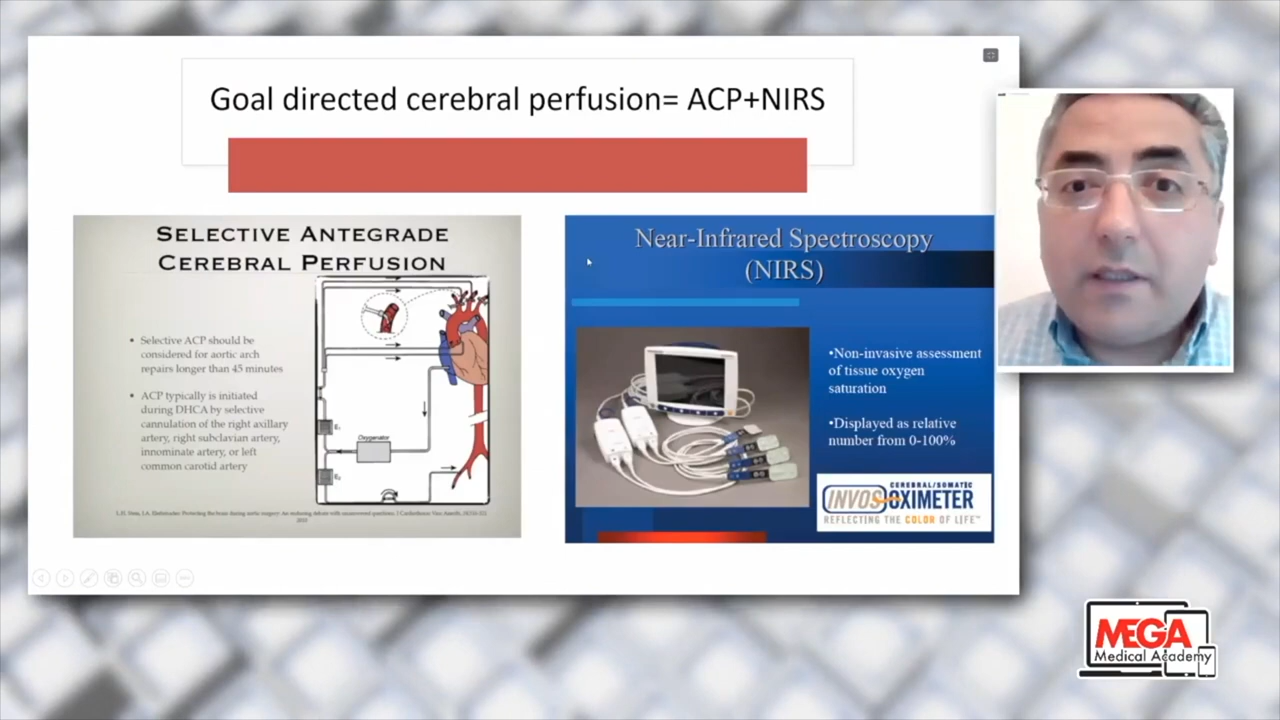 Goal directed cerebral perfusion= ACP+NIRS
SELECTIVE ANTEGRADE
CEREBRAL PERFUSION
• Selective ACP should be
considered for aortic arch
repairs longer than 45 minutes
• ACP typically is initiated
during DHCA by selective
cannulation of the right axillary
artery, right subclavian artery,
innominate artery, or left
common carotid artery
E₁
Oxygenator
E₂
Near-Infrared Spectroscopy
(NIRS)
•Non-invasive assessment
of tissue oxygen
saturation
•Displayed as relative
number from 0-100%
CEREBRAL/SOMATIC
INVOS OXIMETER
REFLECTING THE COLOR OF LIFE™
MEGA
Medical Academy